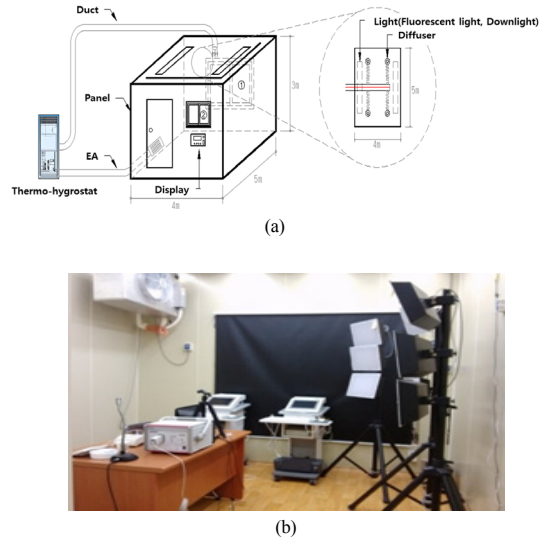 Duct
Light(Fluorescent light, Downlight)
Diffuser
Panel
①
②
3m
5m
4m
EA
Thermo-hygrostat
Display
5m
4m
(a)
(b)